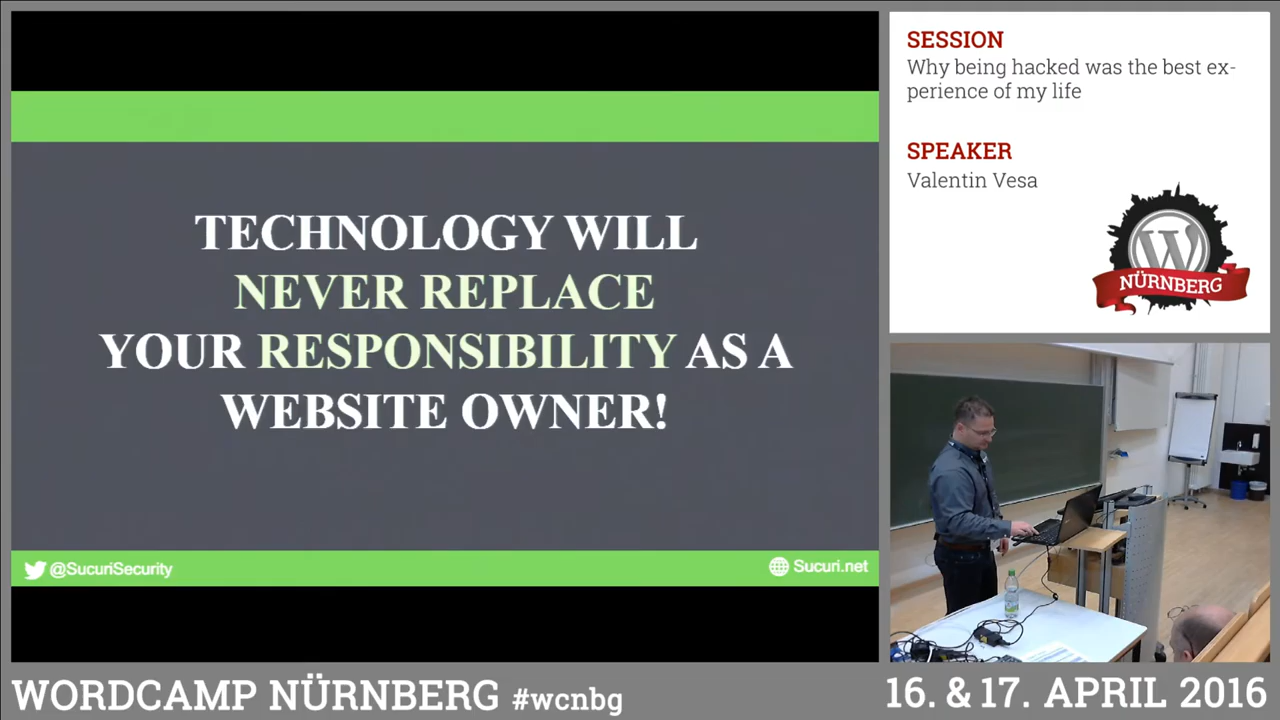 TECHNOLOGY WILL
NEVER REPLACE
YOUR RESPONSIBILITY AS A
WEBSITE OWNER!
@SucuriSecurity
Sucuri.net
SESSION
Why being hacked was the best ex-
perience of my life
SPEAKER
Valentin Vesa
W
NÜRNBERG
WORDCAMP NÜRNBERG #wcnbg
16. & 17. APRIL 2016